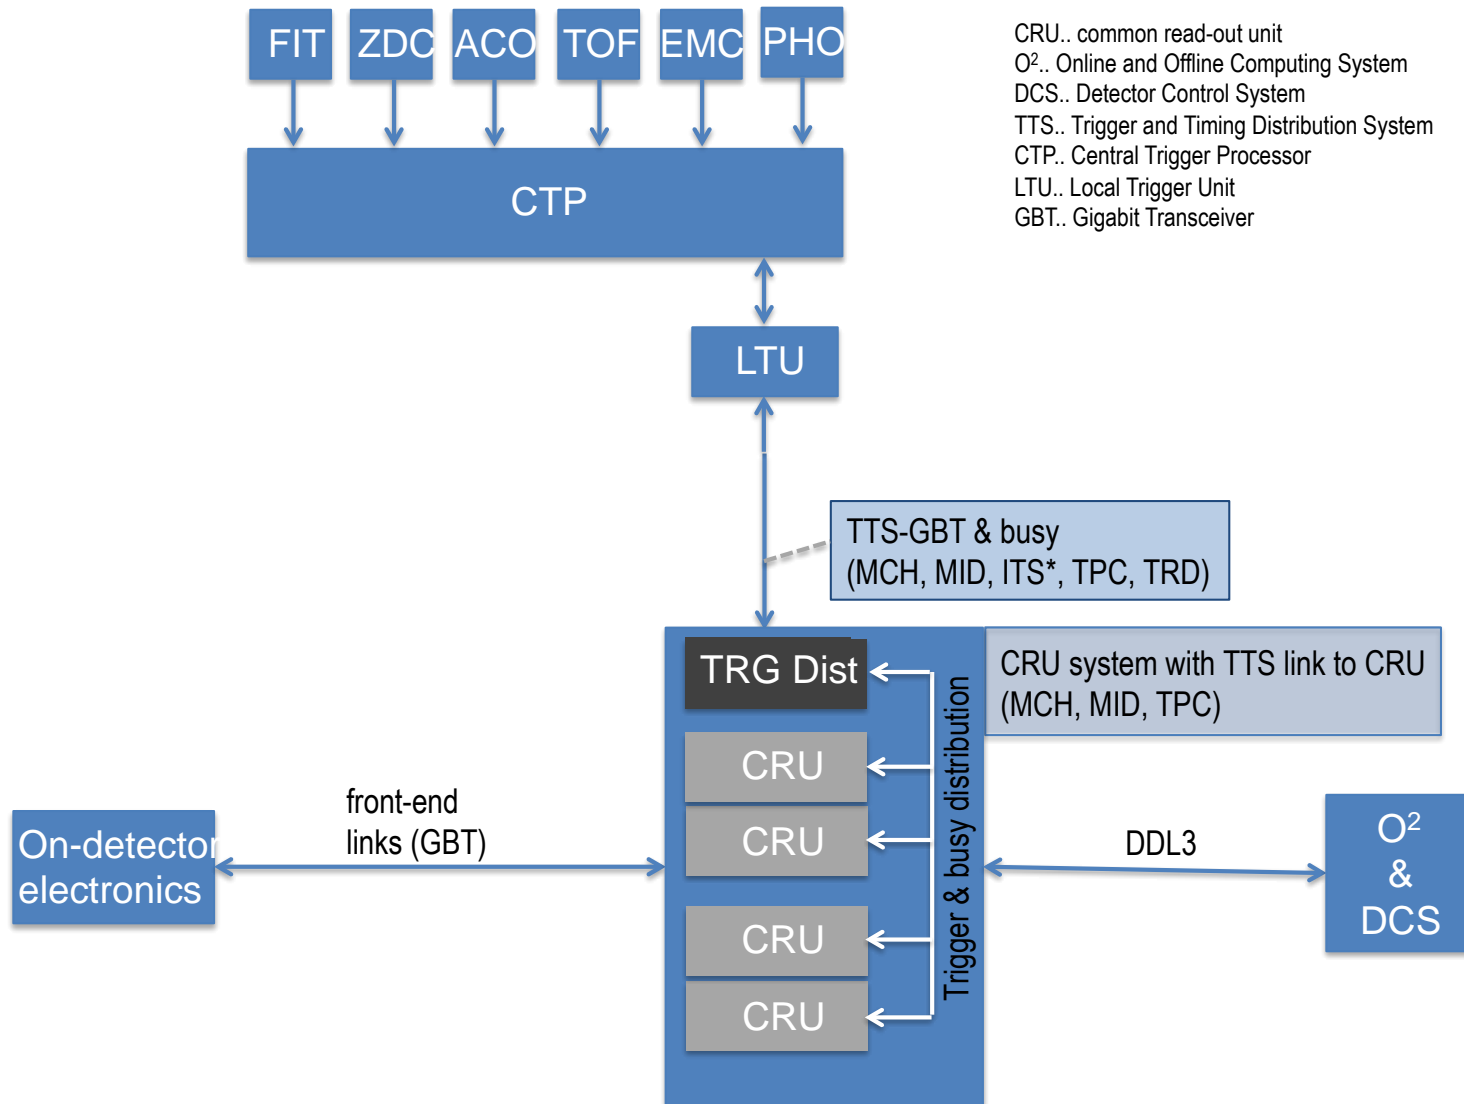 FIT ZDC ACO TOF EMC PHO
CRU.. common read-out unit
O².. Online and Offline Computing System
DCS.. Detector Control System
TTS.. Trigger and Timing Distribution System
CTP.. Central Trigger Processor
LTU.. Local Trigger Unit
GBT.. Gigabit Transceiver
CTP
LTU
TTS-GBT & busy
(MCH, MID, ITS*, TPC, TRD)
TRG Dist
CRU system with TTS link to CRU
(MCH, MID, TPC)
CRU
CRU
CRU
CRU
Trigger & busy distribution
front-end
links (GBT)
On-detector
electronics
DDL3
O²
&
DCS